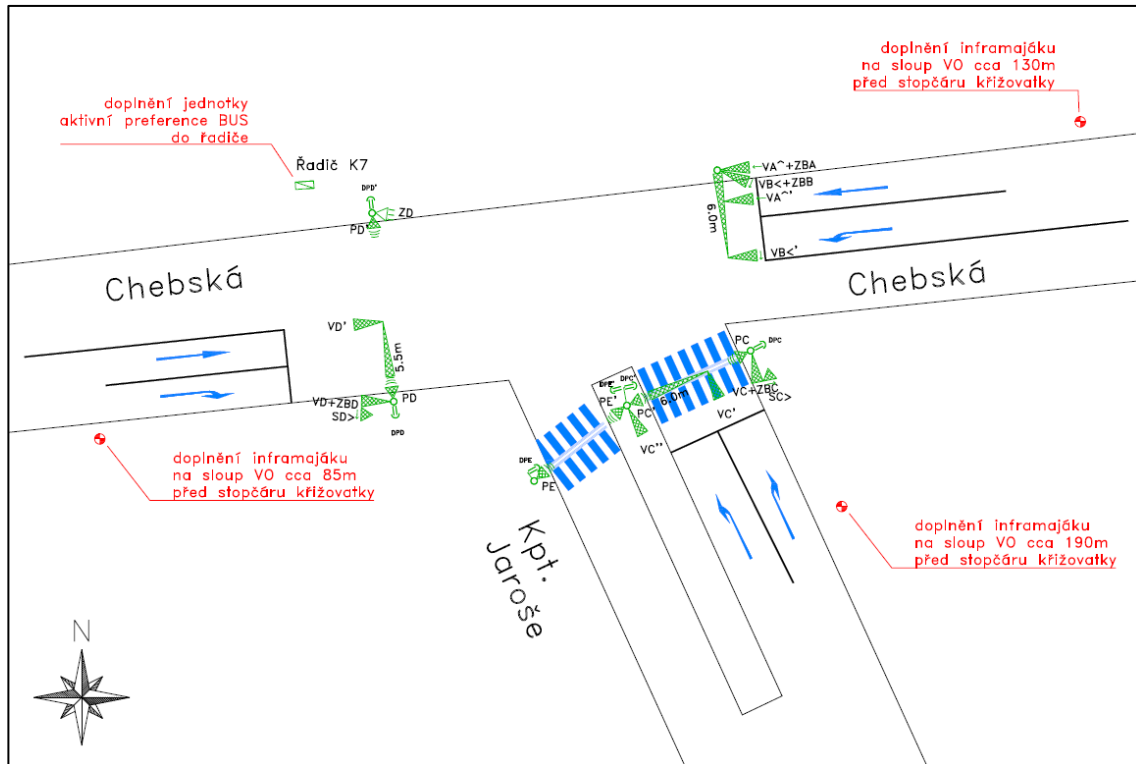 doplnění inframajáku
na sloup VO cca 130m
před stopčáru křižovatky
doplnění jednotky
aktivní preference BUS
do řadiče
Řadič K7
DPD'
ZD
PD'
VA^+ZBA
VB<+ZBB
VA^'
6.0m
VB<'
Chebská
Chebská
VD'
5.5m
PD
VD+ZBD
SD>
DPD
PC
DPC
DPE'
DPC'
PE'
PC'
6.0m
VC+ZBC
SC>
VC'
VC''
DPE
PE
doplnění inframajáku
na sloup VO cca 85m
před stopčáru křižovatky
Kpt.
Jaroše
doplnění inframajáku
na sloup VO cca 190m
před stopčáru křižovatky
N